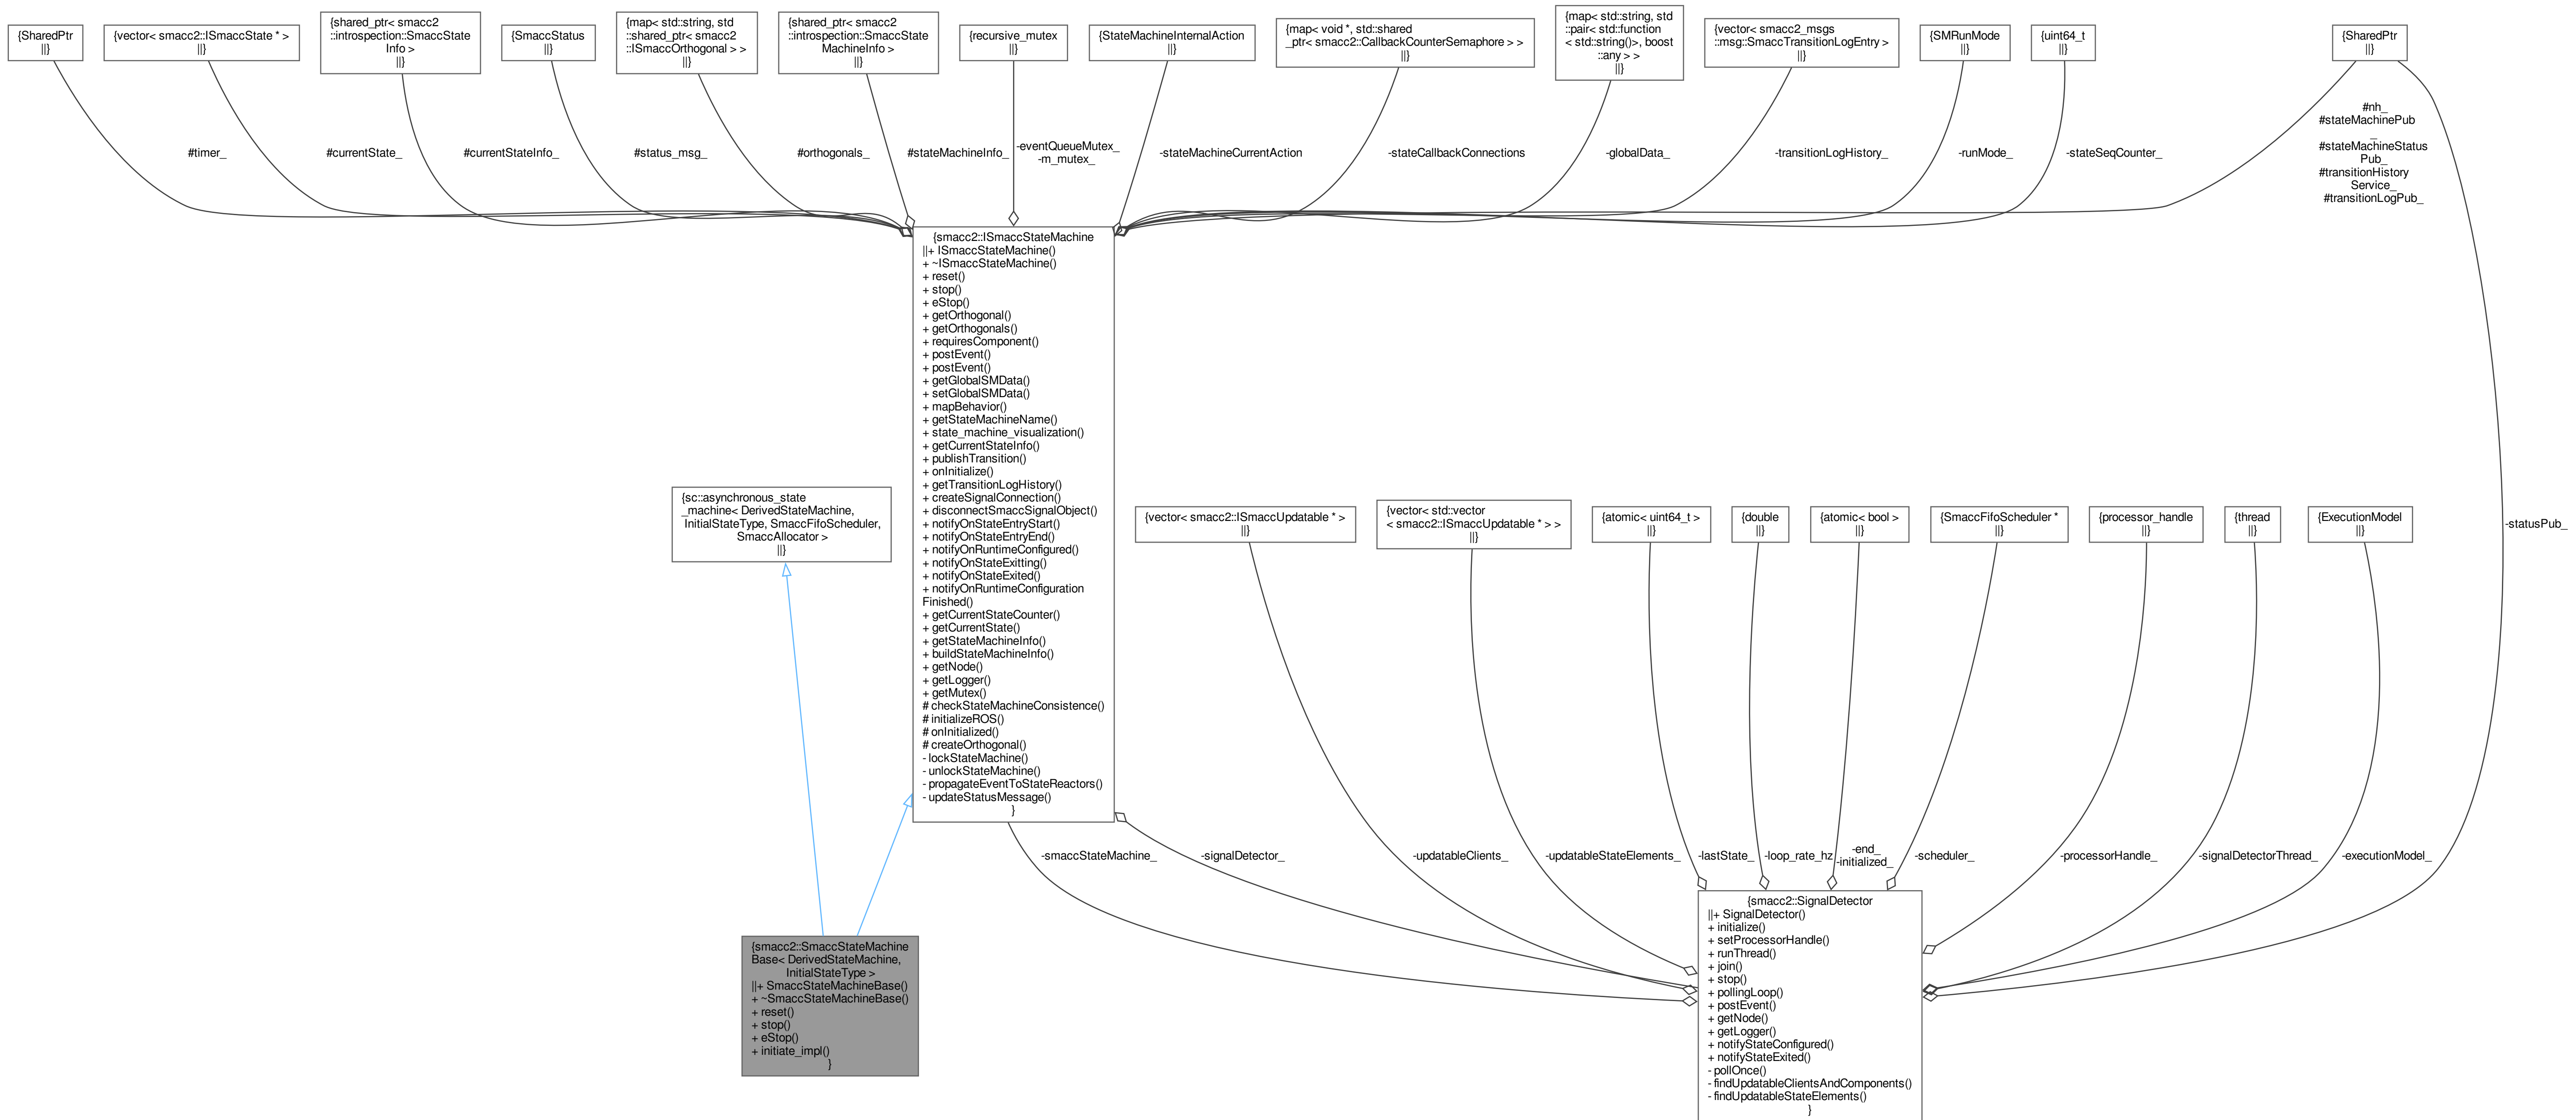 {SharedPtr
||}
{vector< smacc2::ISmaccState * >
||}
{shared_ptr< smacc2
::introspection::SmaccState
Info >
||}
{SmaccStatus
||}
{map< std::string, std
::shared_ptr< smacc2
::ISmaccOrthogonal > >
||}
{shared_ptr< smacc2
::introspection::SmaccState
MachineInfo >
||}
{recursive_mutex
||}
{StateMachineInternalAction
||}
{map< void *, std::shared
_ptr< smacc2::CallbackCounterSemaphore > >
||}
{map< std::string, std
::pair< std::function
< std::string()>, boost
::any > >
||}
{vector< smacc2_msgs
::msg::SmaccTransitionLogEntry >
||}
{SMRunMode
||}
{uint64_t
||}
{SharedPtr
||}
#timer_
#currentState_
#currentStateInfo_
#status_msg_
#orthogonals_
#stateMachineInfo_
-eventQueueMutex_
-m_mutex_
-stateMachineCurrentAction
-stateCallbackConnections
-globalData_
-transitionLogHistory_
-runMode_
-stateSeqCounter_
#nh_
#stateMachinePub
_
#stateMachineStatus
Pub_
#transitionHistory
Service_
#transitionLogPub_
{smacc2::ISmaccStateMachine
||+ ISmaccStateMachine()
+ ~ISmaccStateMachine()
+ reset()
+ stop()
+ eStop()
+ getOrthogonal()
+ getOrthogonals()
+ requiresComponent()
+ postEvent()
+ postEvent()
+ getGlobalSMData()
+ setGlobalSMData()
+ mapBehavior()
+ getStateMachineName()
+ state_machine_visualization()
+ getCurrentStateInfo()
+ publishTransition()
+ onInitialize()
+ getTransitionLogHistory()
+ createSignalConnection()
+ disconnectSmaccSignalObject()
+ notifyOnStateEntryStart()
+ notifyOnStateEntryEnd()
+ notifyOnRuntimeConfigured()
+ notifyOnStateExitting()
+ notifyOnStateExited()
+ notifyOnRuntimeConfiguration
Finished()
+ getCurrentStateCounter()
+ getCurrentState()
+ getStateMachineInfo()
+ buildStateMachineInfo()
+ getNode()
+ getLogger()
+ getMutex()
# checkStateMachineConsistence()
# initializeROS()
# onInitialized()
# createOrthogonal()
- lockStateMachine()
- unlockStateMachine()
- propagateEventToStateReactors()
- updateStatusMessage()
}
{sc::asynchronous_state
_machine< DerivedStateMachine,
InitialStateType, SmaccFifoScheduler,
SmaccAllocator >
||}
{vector< smacc2::ISmaccUpdatable * >
||}
{vector< std::vector
< smacc2::ISmaccUpdatable * > >
||}
{atomic< uint64_t >
||}
{double
||}
{atomic< bool >
||}
{SmaccFifoScheduler *
||}
{processor_handle
||}
{thread
||}
{ExecutionModel
||}
-statusPub_
-smaccStateMachine_
-signalDetector_
-updatableClients_
-updatableStateElements_
-lastState_
-loop_rate_hz
-end_
-initialized_
-scheduler_
-processorHandle_
-signalDetectorThread_
-executionModel_
{smacc2::SmaccStateMachine
Base< DerivedStateMachine,
InitialStateType >
||+ SmaccStateMachineBase()
+ ~SmaccStateMachineBase()
+ reset()
+ stop()
+ eStop()
+ initiate_impl()
}
{smacc2::SignalDetector
||+ SignalDetector()
+ initialize()
+ setProcessorHandle()
+ runThread()
+ join()
+ stop()
+ pollingLoop()
+ postEvent()
+ getNode()
+ getLogger()
+ notifyStateConfigured()
+ notifyStateExited()
- pollOnce()
- findUpdatableClientsAndComponents()
- findUpdatableStateElements()
}